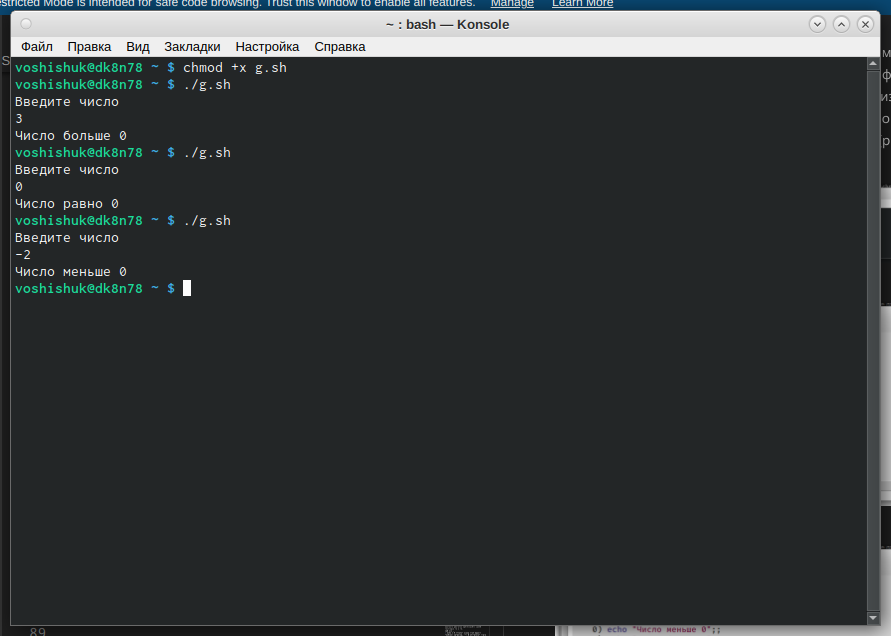 estricted Mode is intended for safe code browsing. Trust this window to enable all features. Manage Learn More
~ : bash — Konsole
Файл Правка Вид Закладки Настройка Справка
voshishuk@dk8n78 ~ $ chmod +x g.sh
voshishuk@dk8n78 ~ $ ./g.sh
Введите число
3
Число больше 0
voshishuk@dk8n78 ~ $ ./g.sh
Введите число
0
Число равно 0
voshishuk@dk8n78 ~ $ ./g.sh
Введите число
-2
Число меньше 0
voshishuk@dk8n78 ~ $
89
0) echo "Число меньше 0";;